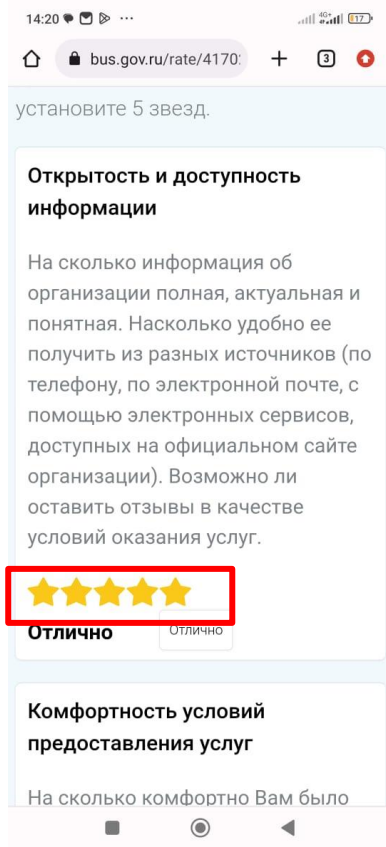 14:20 ...
4G+ 17
bus.gov.ru/rate/4170: 3
установите 5 звезд.
Открытость и доступность
информации
На сколько информация об
организации полная, актуальная и
понятная. Насколько удобно ее
получить из разных источников (по
телефону, по электронной почте, с
помощью электронных сервисов,
доступных на официальном сайте
организации). Возможно ли
оставить отзывы в качестве
условий оказания услуг.
Отлично
Отлично
Комфортность условий
предоставления услуг
На сколько комфортно Вам было